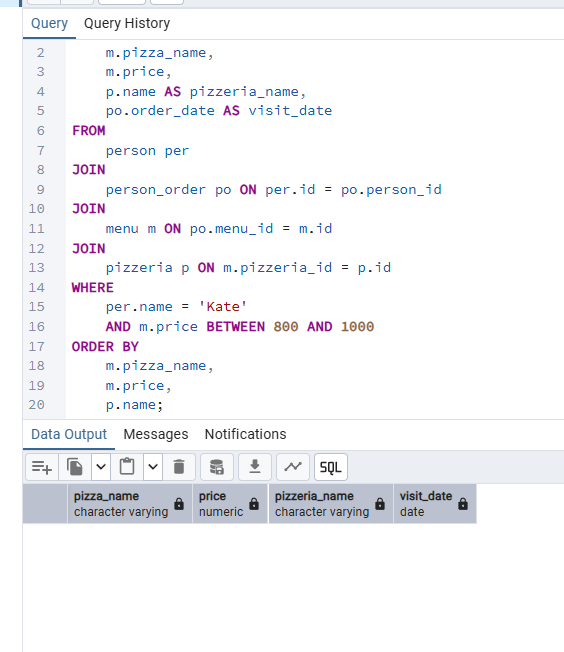 Query Query History
2 m.pizza_name,
3 m.price,
4 p.name AS pizzeria_name,
5 po.order_date AS visit_date
6 FROM
7 person per
8 JOIN
9 person_order po ON per.id = po.person_id
10 JOIN
11 menu m ON po.menu_id = m.id
12 JOIN
13 pizzeria p ON m.pizzeria_id = p.id
14 WHERE
15 per.name = 'Kate'
16 AND m.price BETWEEN 800 AND 1000
17 ORDER BY
18 m.pizza_name,
19 m.price,
20 p.name;
Data Output Messages Notifications
SQL
pizza_name price pizzeria_name visit_date
character varying numeric character varying date